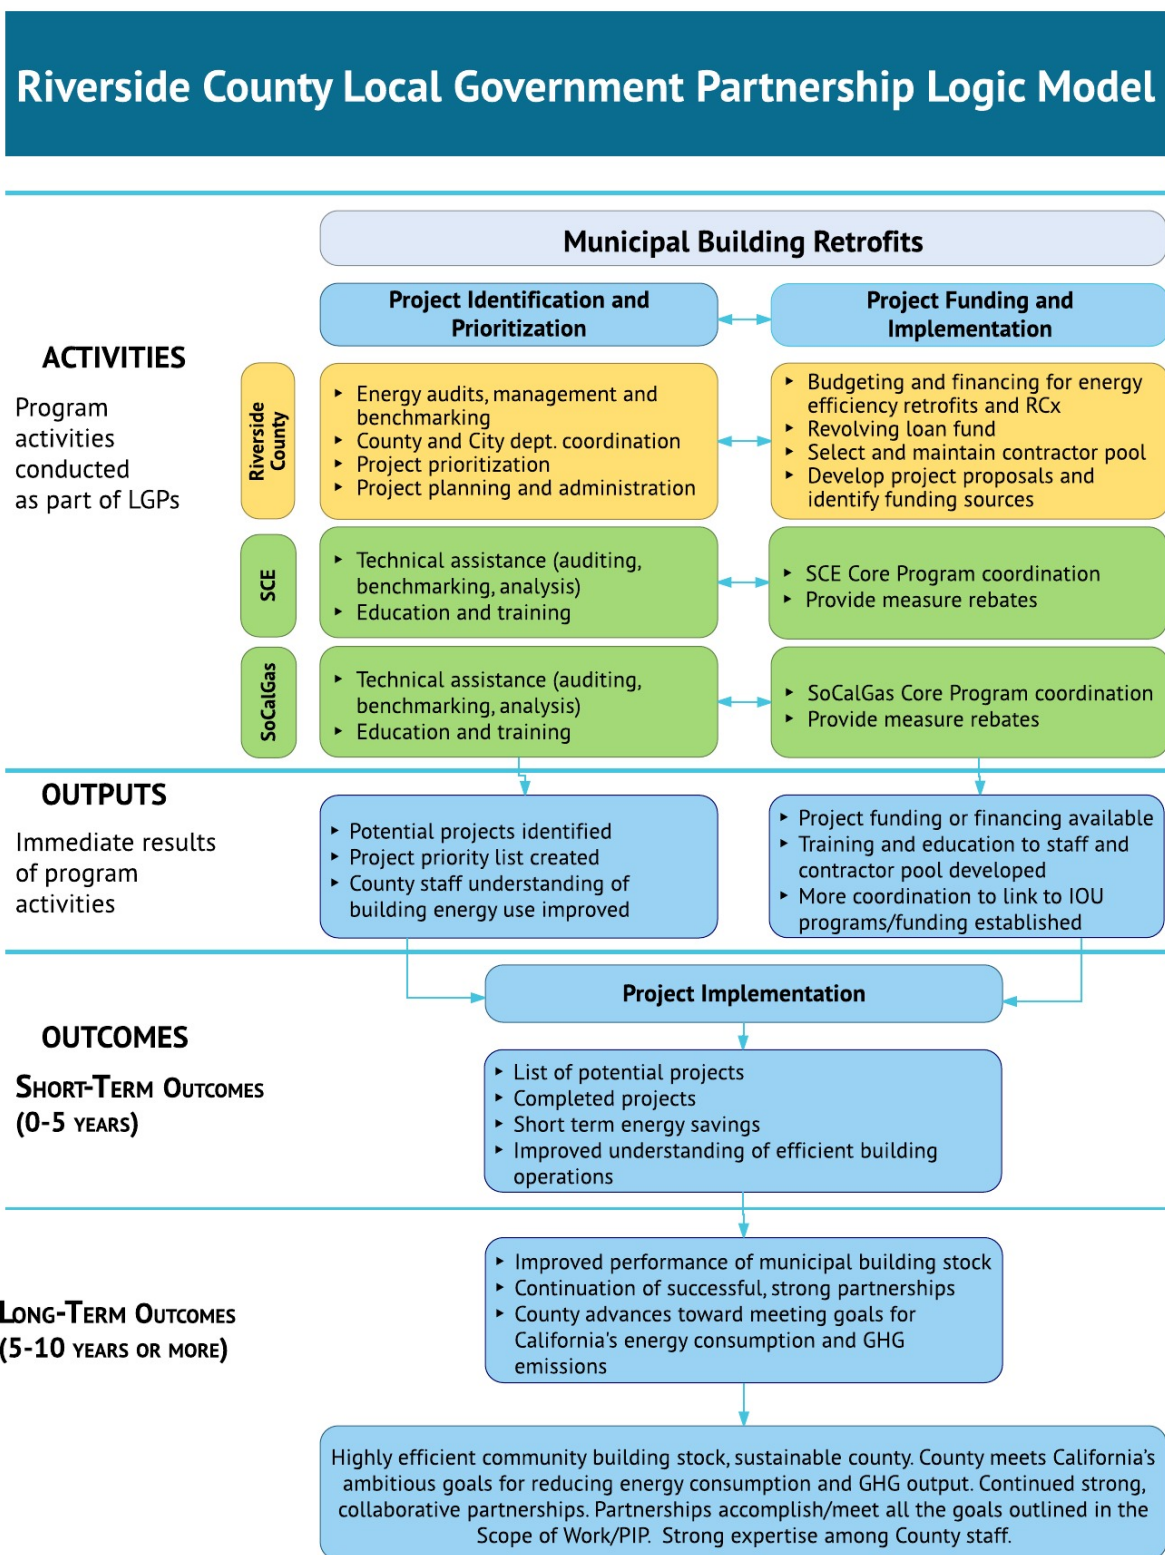 Riverside County Local Government Partnership Logic Model
Municipal Building Retrofits
Project Identification and
Prioritization
Project Funding and
Implementation
ACTIVITIES
Program
activities
conducted
as part of LGPs
Riverside
County
‣ Energy audits, management and
benchmarking
‣ County and City dept. coordination
‣ Project prioritization
‣ Project planning and administration
‣ Budgeting and financing for energy
efficiency retrofits and RCx
‣ Revolving loan fund
‣ Select and maintain contractor pool
‣ Develop project proposals and
identify funding sources
SCE
‣ Technical assistance (auditing,
benchmarking, analysis)
‣ Education and training
‣ SCE Core Program coordination
‣ Provide measure rebates
SoCalGas
‣ Technical assistance (auditing,
benchmarking, analysis)
‣ Education and training
‣ SoCalGas Core Program coordination
‣ Provide measure rebates
OUTPUTS
Immediate results
of program
activities
‣ Potential projects identified
‣ Project priority list created
‣ County staff understanding of
building energy use improved
‣ Project funding or financing available
‣ Training and education to staff and
contractor pool developed
‣ More coordination to link to IOU
programs/funding established
OUTCOMES
SHORT-TERM OUTCOMES
(0-5 YEARS)
Project Implementation
‣ List of potential projects
‣ Completed projects
‣ Short term energy savings
‣ Improved understanding of efficient building
operations
LONG-TERM OUTCOMES
(5-10 YEARS OR MORE)
‣ Improved performance of municipal building stock
‣ Continuation of successful, strong partnerships
‣ County advances toward meeting goals for
California's energy consumption and GHG
emissions
Highly efficient community building stock, sustainable county. County meets California's
ambitious goals for reducing energy consumption and GHG output. Continued strong,
collaborative partnerships. Partnerships accomplish/meet all the goals outlined in the
Scope of Work/PIP. Strong expertise among County staff.